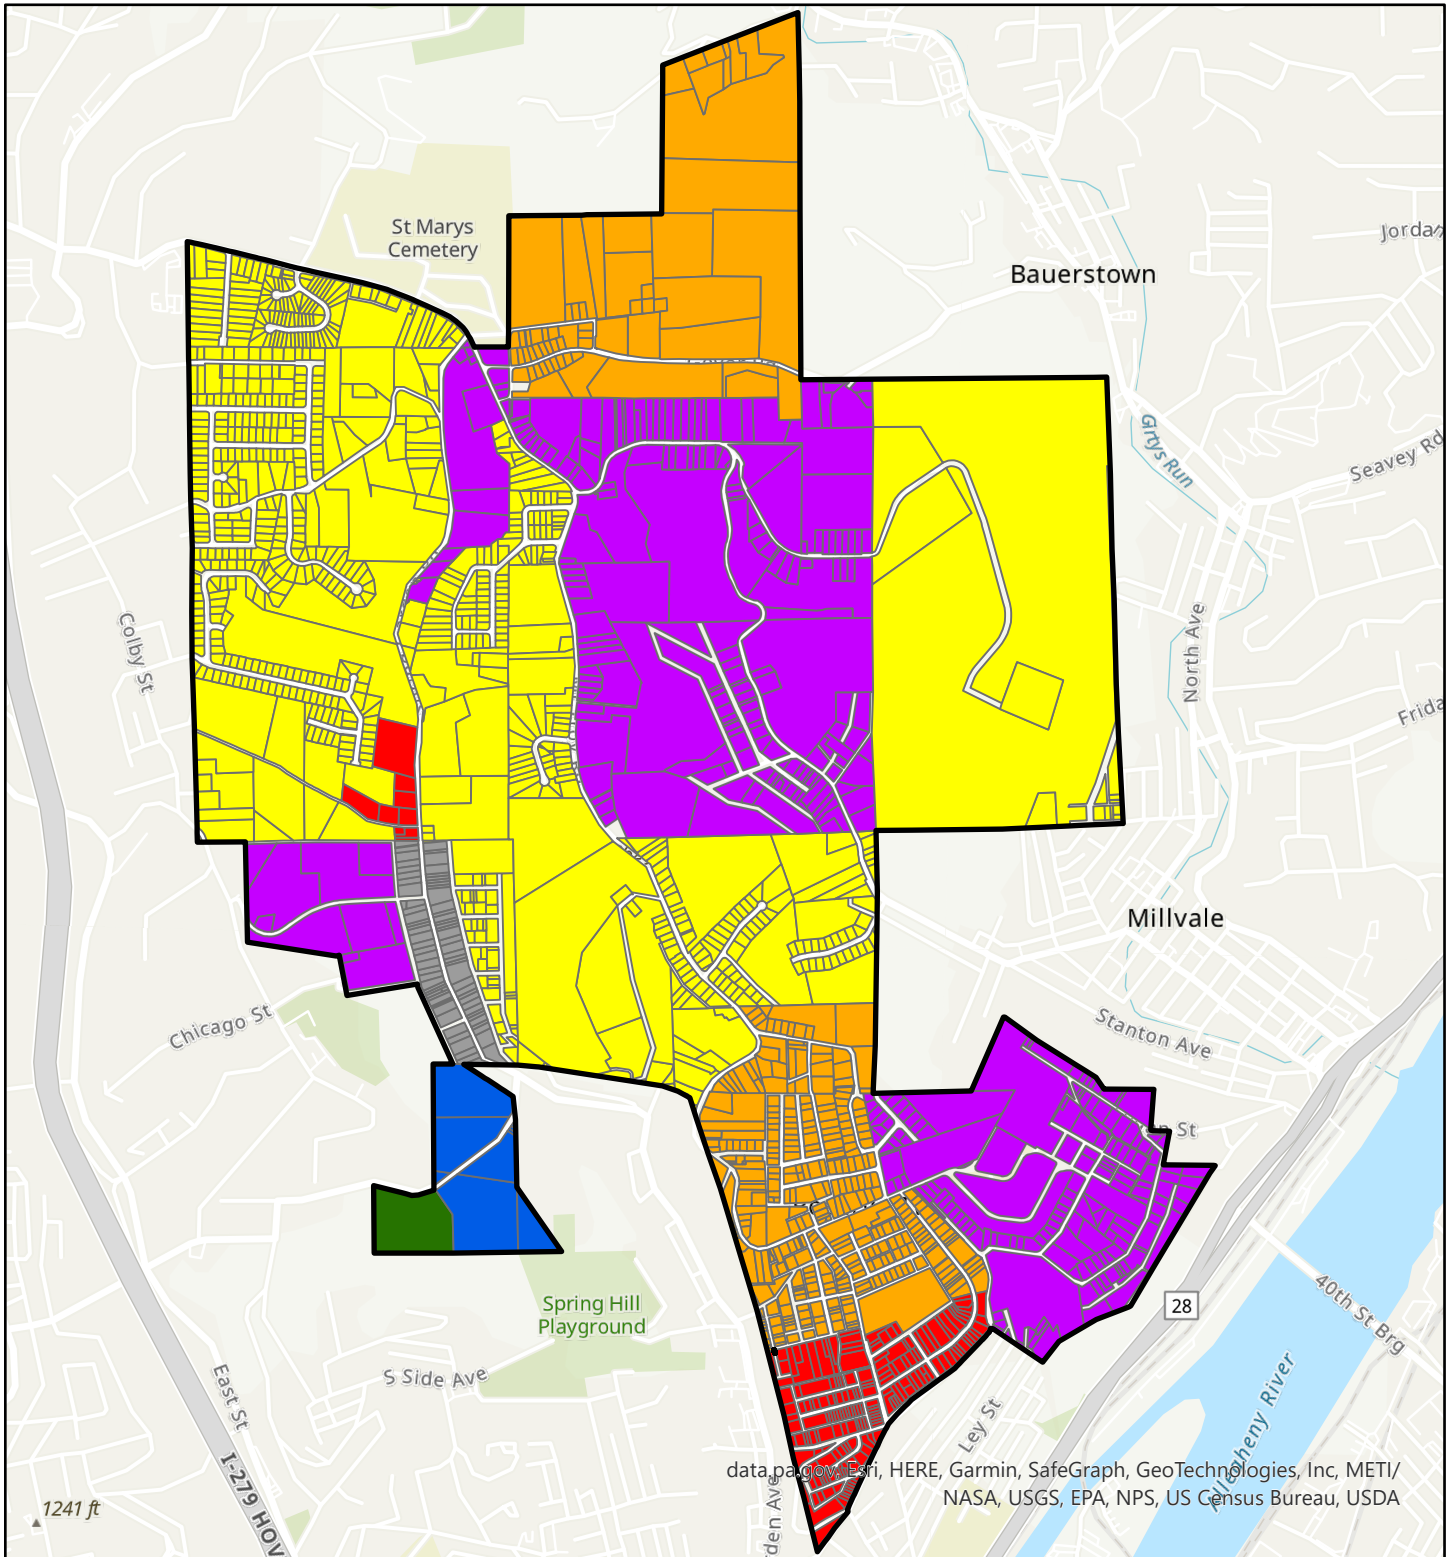 St Marys
Cemetery
Jordan
Bauerstown
Girtys Run
Seavey Rd
Colby St
North Ave
Frida
Millvale
Chicago St
Stanton Ave
St
28
40th St Brg
Spring Hill
Playground
S Side Ave
East St
Ley St
Allegheny River
I-279 HOV
data.pa.gov, Esri, HERE, Garmin, SafeGraph, GeoTechnologies, Inc, METI/
NASA, USGS, EPA, NPS, US Census Bureau, USDA
1241 ft
rden Ave